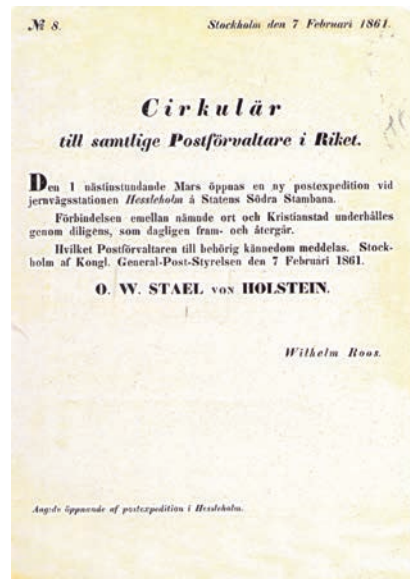 № 8.
Stockholm den 7 Februari 1861.
Cirkulär
till samtlige Postförvaltare i Riket.
Den 1 nästinstundande Mars öppnas en ny postexpedition vid
jernvägsstationen Hessleholm å Statens Södra Stambana.
Förbindelsen emellan nämnde ort och Kristianstad underhålles
genom diligens, som dagligen fram- och återgår.
Hvilket Postförvaltaren till behörig kännedom meddelas. Stock-
holm af Kongl. General-Post-Styrelsen den 7 Februari 1861.
O. W. STAEL VON HOLSTEIN.
Wilhelm Roos.
Ang:de öppnande af postexpedition i Hessleholm.